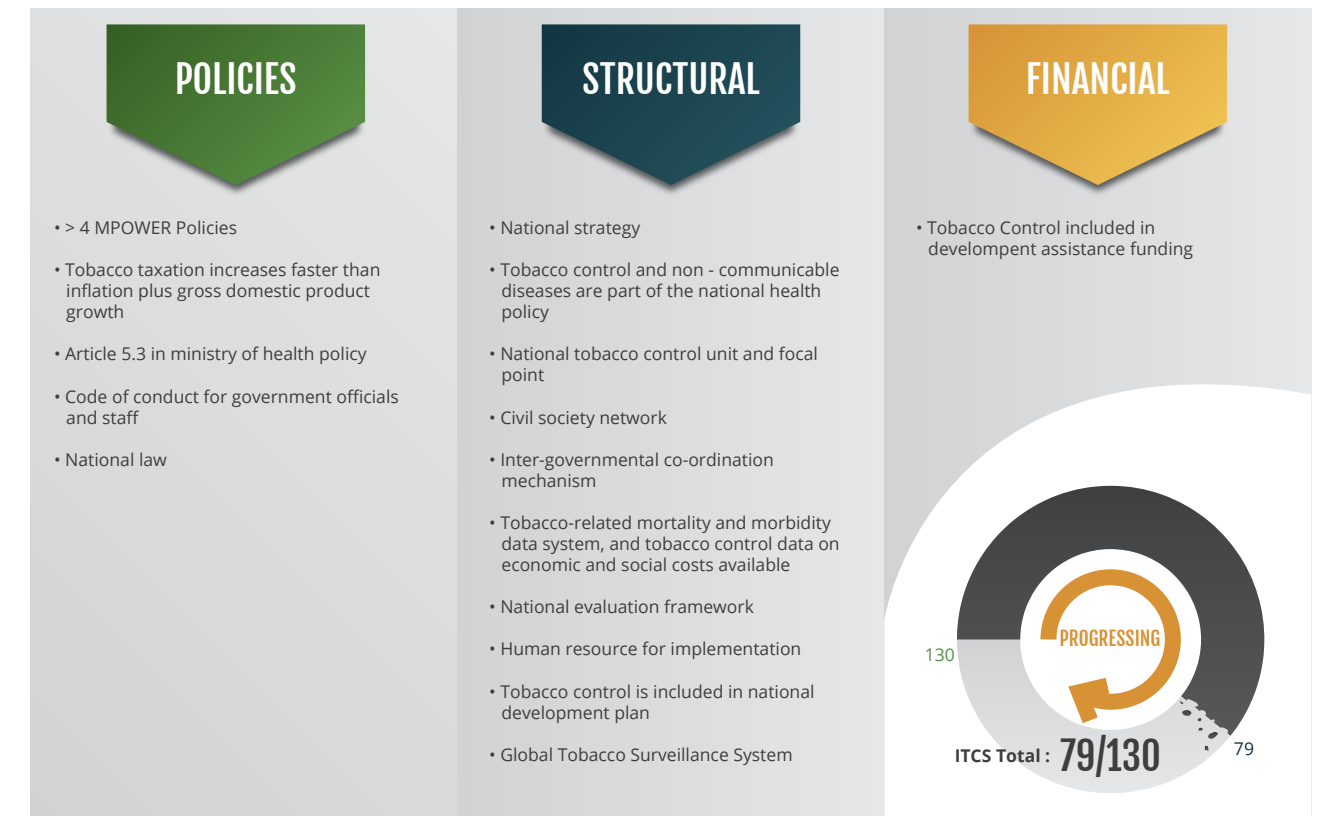 POLICIES
• > 4 MPOWER Policies
• Tobacco taxation increases faster than
inflation plus gross domestic product
growth
• Article 5.3 in ministry of health policy
• Code of conduct for government officials
and staff
• National law
STRUCTURAL
• National strategy
• Tobacco control and non - communicable
diseases are part of the national health
policy
• National tobacco control unit and focal
point
• Civil society network
• Inter-governmental co-ordination
mechanism
• Tobacco-related mortality and morbidity
data system, and tobacco control data on
economic and social costs available
• National evaluation framework
• Human resource for implementation
• Tobacco control is included in national
development plan
• Global Tobacco Surveillance System
FINANCIAL
• Tobacco Control included in
develompent assistance funding
PROGRESSING
130
79
ITCS Total : 79/130